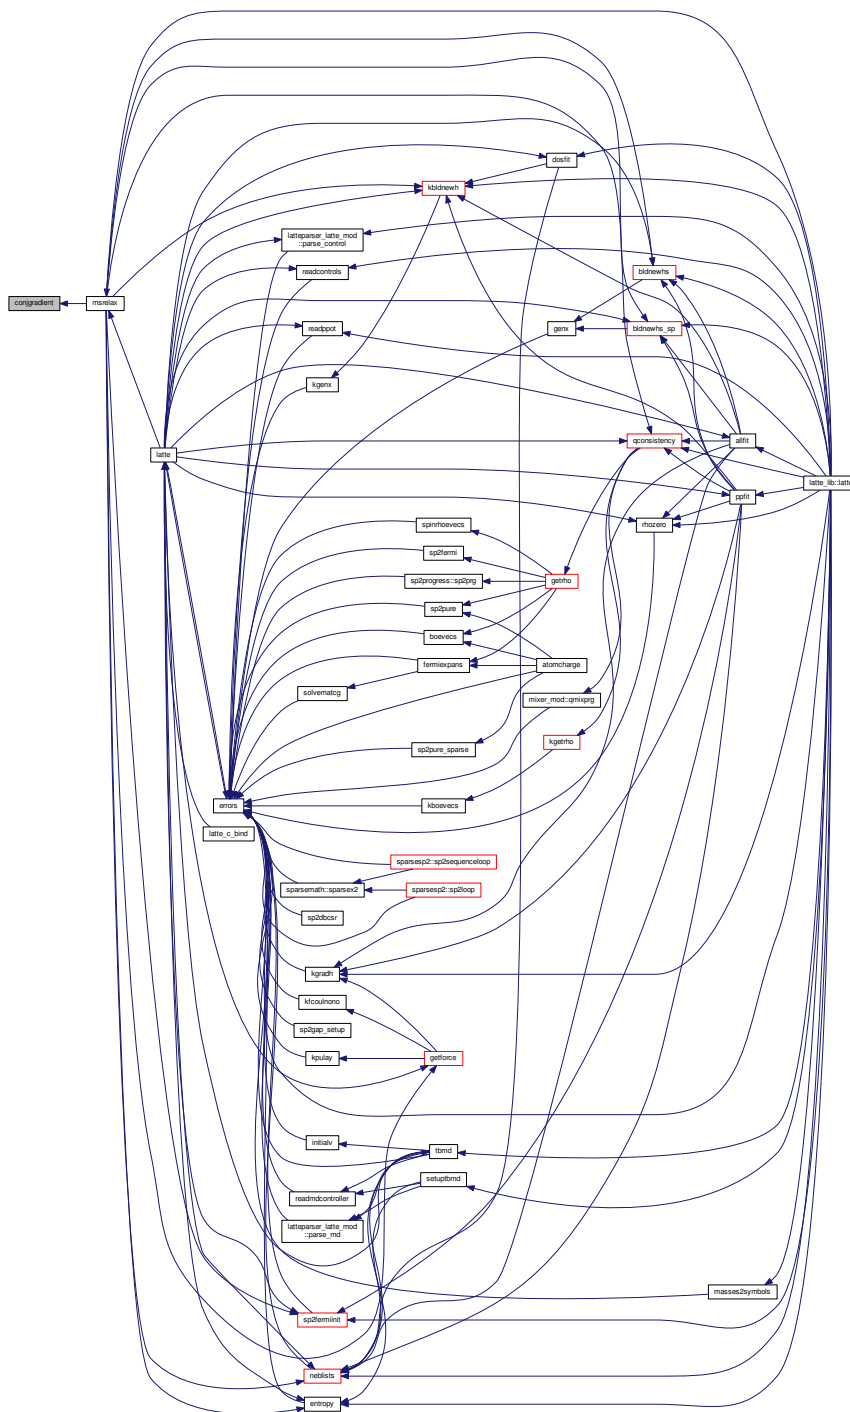 dosfit
kbldnewh
latteparser_latte_mod
::parse_control
readcontrols
bldnewhs
conjgradient
msrelax
readppot
genx
bldnewhs_sp
kgenx
latte
qconsistency
allfit
latte_lib::latte
ppfit
rhozero
spinrhoevecs
sp2fermi
sp2progress::sp2prg
getrho
sp2pure
boevecs
fermiexpans
atomcharge
solvematcg
mixer_mod::qmixprg
sp2pure_sparse
kgetrho
errors
kboevecs
latte_c_bind
sparsesp2::sp2sequenceloop
sparsemath::sparsex2
sparsesp2::sp2loop
sp2dbcsr
kgradh
kfcoulnono
sp2gap_setup
kpulay
getforce
initialv
tbmd
setuptbmd
readmdcontroller
latteparser_latte_mod
::parse_md
masses2symbols
sp2fermiinit
neblists
entropy